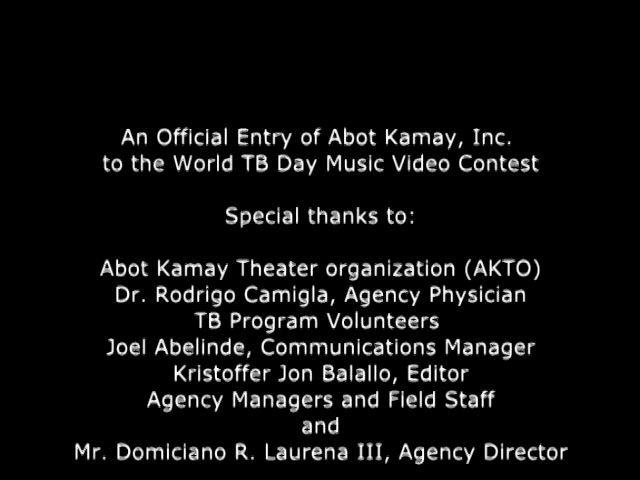 An Official Entry of Abot Kamay, Inc.
to the World TB Day Music Video Contest
Special thanks to:
Abot Kamay Theater organization (AKTO)
Dr. Rodrigo Camigla, Agency Physician
TB Program Volunteers
Joel Abelinde, Communications Manager
Kristoffer Jon Balallo, Editor
Agency Managers and Field Staff
and
Mr. Domiciano R. Laurena III, Agency Director